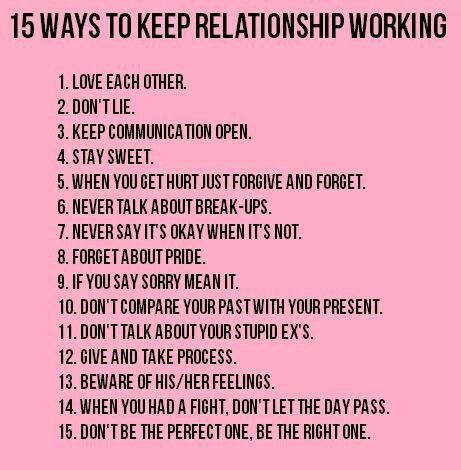 15 WAYS TO KEEP RELATIONSHIP WORKING
1. LOVE EACH OTHER.
2. DON'T LIE.
3. KEEP COMMUNICATION OPEN.
4. STAY SWEET.
5. WHEN YOU GET HURT JUST FORGIVE AND FORGET.
6. NEVER TALK ABOUT BREAK-UPS.
7. NEVER SAY IT'S OKAY WHEN IT'S NOT.
8. FORGET ABOUT PRIDE.
9. IF YOU SAY SORRY MEAN IT.
10. DON'T COMPARE YOUR PAST WITH YOUR PRESENT.
11. DON'T TALK ABOUT YOUR STUPID EX'S.
12. GIVE AND TAKE PROCESS.
13. BEWARE OF HIS/HER FEELINGS.
14. WHEN YOU HAD A FIGHT, DON'T LET THE DAY PASS.
15. DON'T BE THE PERFECT ONE, BE THE RIGHT ONE.